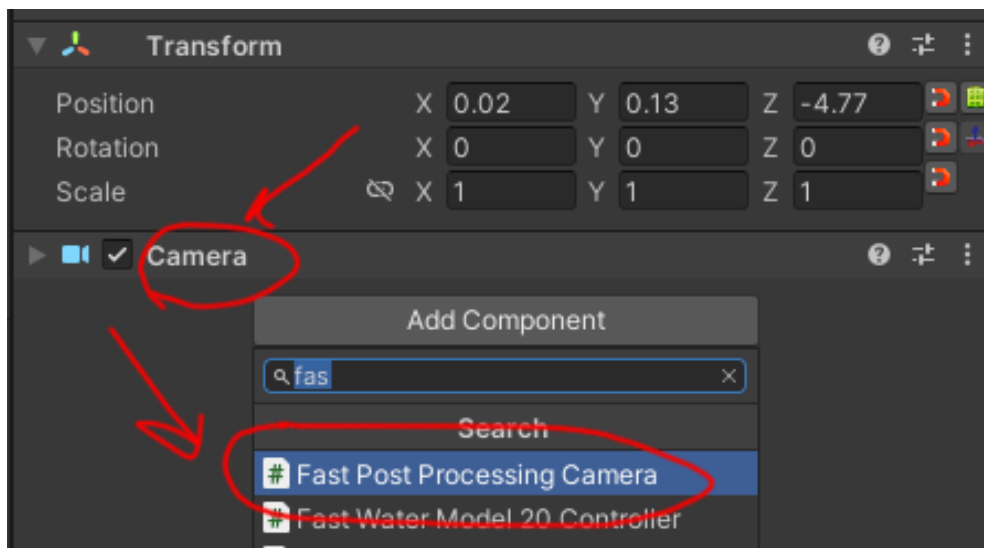 Transform
Position X 0.02 Y 0.13 Z -4.77
Rotation X 0 Y 0 Z 0
Scale X 1 Y 1 Z 1
Camera
Add Component
fas
Search
# Fast Post Processing Camera
# Fast Water Model 20 Controller